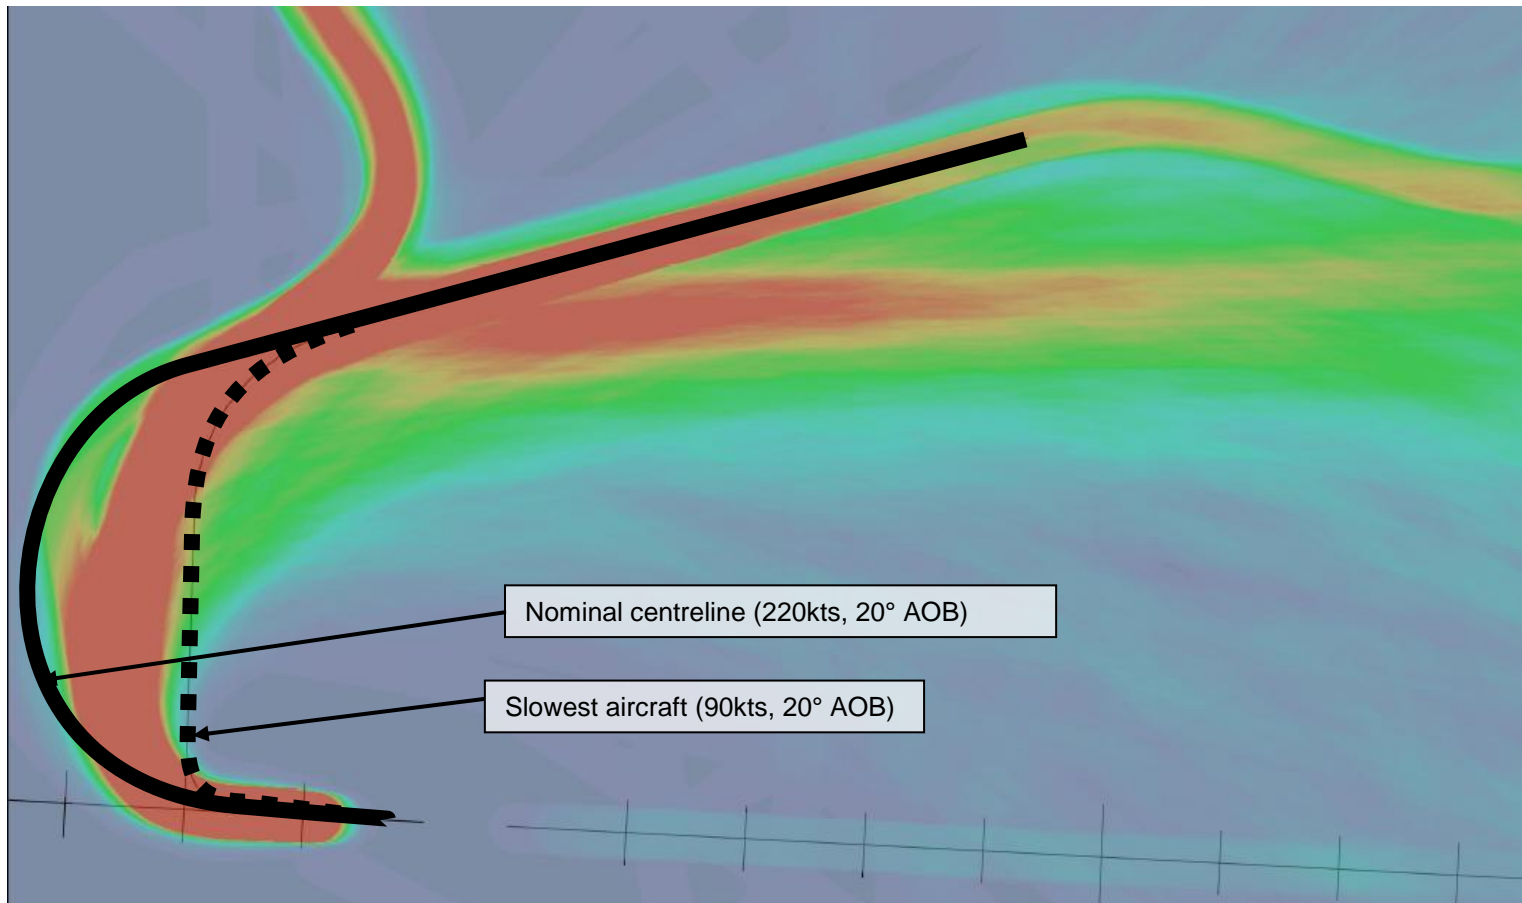 Nominal centreline (220kts, 20° AOB)
Slowest aircraft (90kts, 20° AOB)